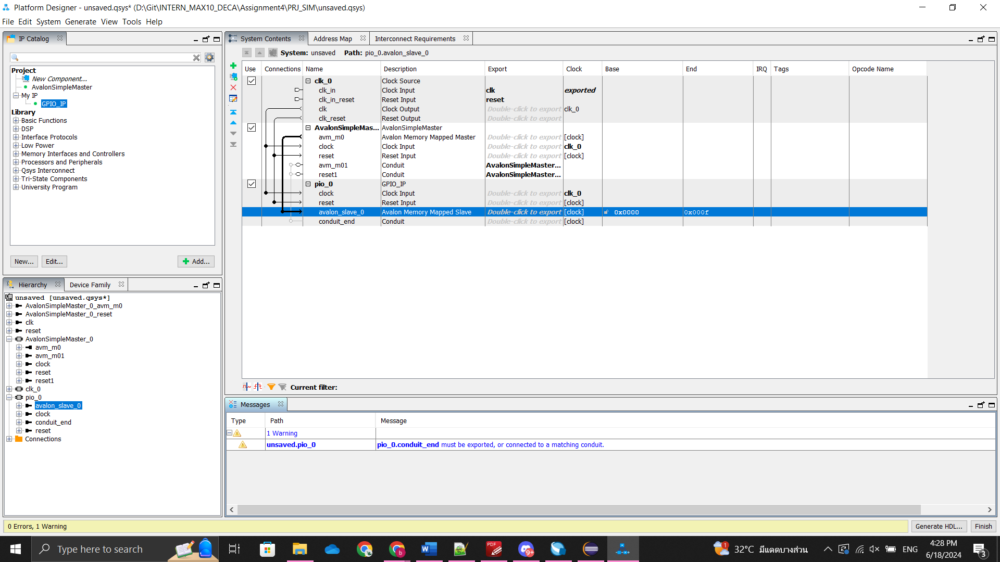 Platform Designer - unsaved.qsys* (D:\Git\INTERN_MAX10_DECA\Assignment4\PRJ_SIM\unsaved.qsys)
File Edit System Generate View Tools Help
IP Catalog
Project
New Component...
AvalonSimpleMaster
My IP
GPIO_IP
Library
Basic Functions
DSP
Interface Protocols
Low Power
Memory Interfaces and Controllers
Processors and Peripherals
Qsys Interconnect
Tri-State Components
University Program
New... Edit... Add...
Hierarchy Device Family
unsaved [unsaved.qsys*]
AvalonSimpleMaster_0_avm_m0
AvalonSimpleMaster_0_reset
clk
reset
AvalonSimpleMaster_0
avm_m0
avm_m01
clock
reset
reset1
clk_0
pio_0
avalon_slave_0
clock
conduit_end
reset
Connections
System Contents Address Map Interconnect Requirements
System: unsaved Path: pio_0.avalon_slave_0
Use Connections Name Description Export Clock Base End IRQ Tags Opcode Name
clk_0 Clock Source
clk_in Clock Input clk exported
clk_in_reset Reset Input reset
clk Clock Output Double-click to export clk_0
clk_reset Reset Output Double-click to export
AvalonSimpleMas... AvalonSimpleMaster
avm_m0 Avalon Memory Mapped Master Double-click to export [clock]
clock Clock Input Double-click to export clk_0
reset Reset Input Double-click to export [clock]
avm_m01 Conduit AvalonSimpleMaster...
reset1 Conduit AvalonSimpleMaster...
pio_0 GPIO_IP
clock Clock Input Double-click to export clk_0
reset Reset Input Double-click to export [clock]
avalon_slave_0 Avalon Memory Mapped Slave Double-click to export [clock] 0x0000 0x000f
conduit_end Conduit Double-click to export [clock]
Current filter:
Messages
Type Path Message
1 Warning
unsaved.pio_0 pio_0.conduit_end must be exported, or connected to a matching conduit.
0 Errors, 1 Warning
Generate HDL... Finish
Type here to search
PDF
9+
b
1
32°C มีแดดบางส่วน
ENG
4:28 PM
6/18/2024
3